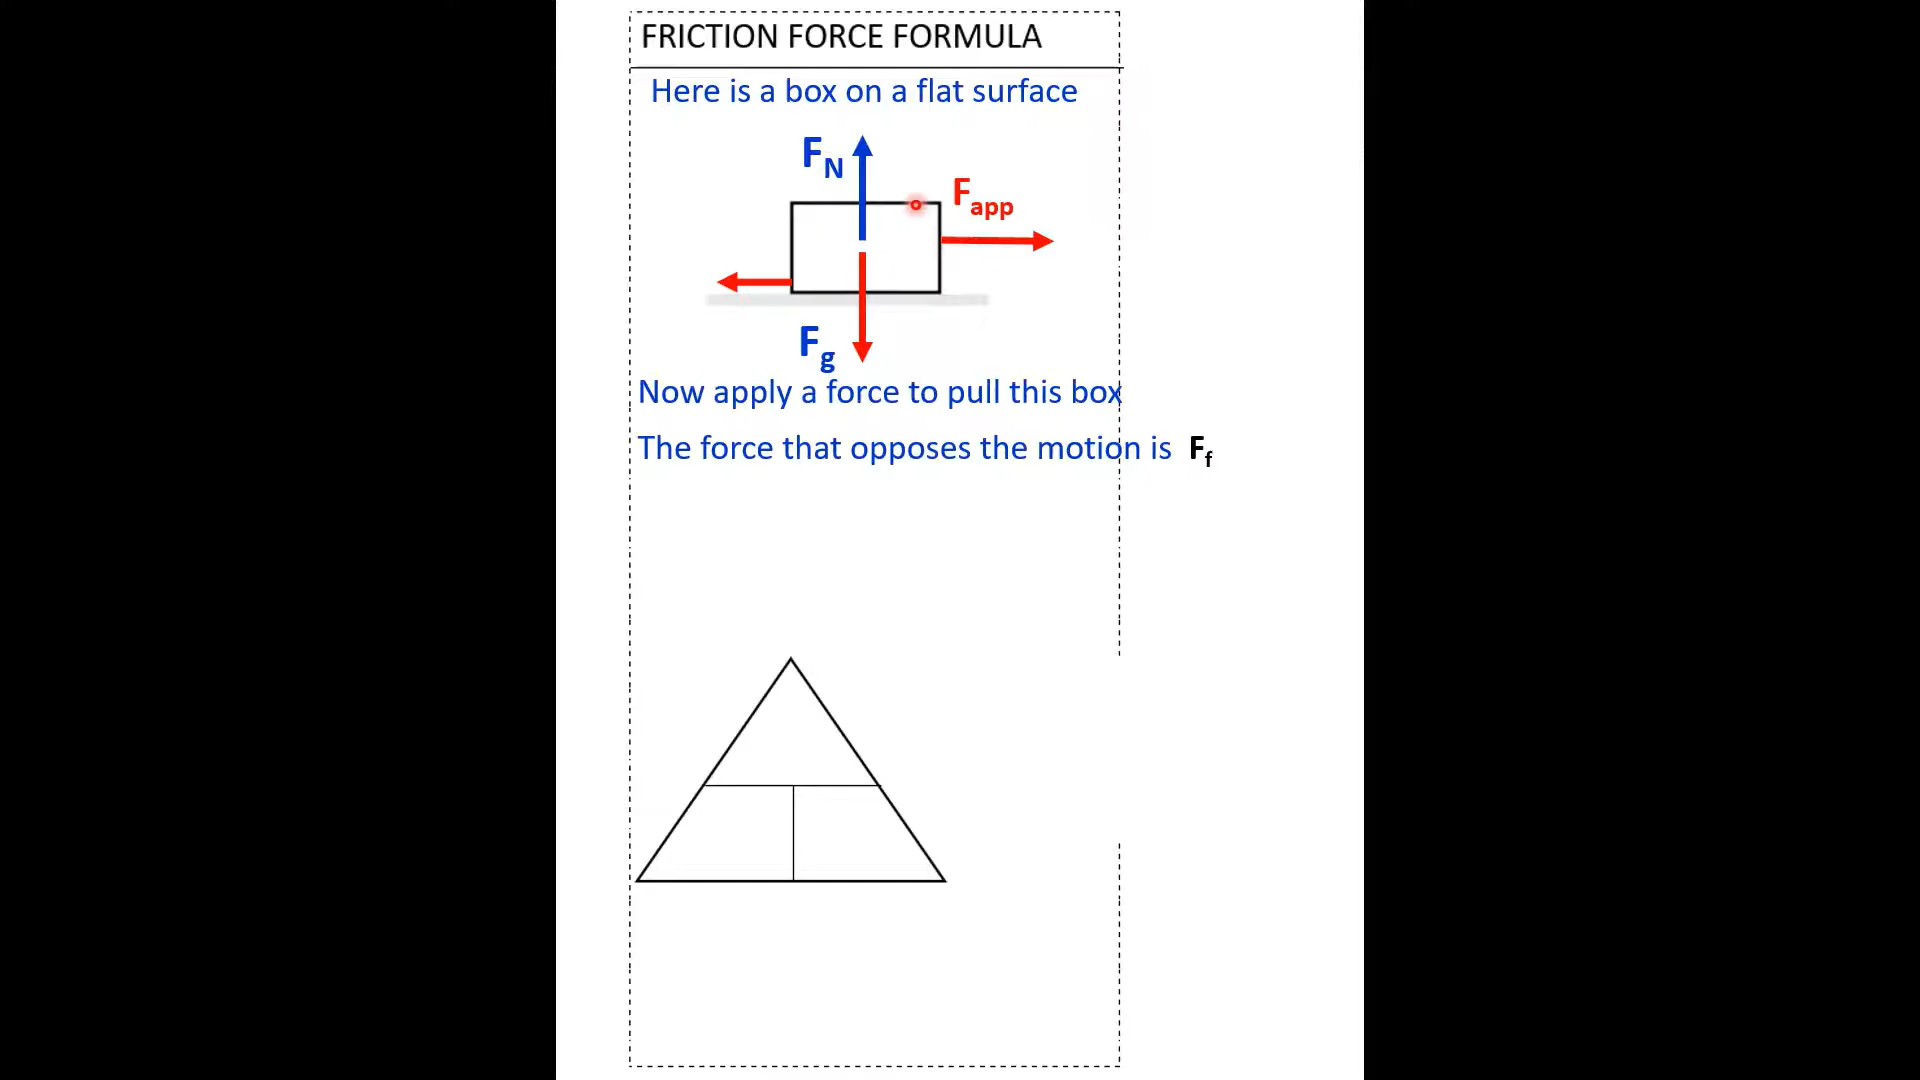 FRICTION FORCE FORMULA
Here is a box on a flat surface
FN
Fapp
Fg
Now apply a force to pull this box
The force that opposes the motion is Ff